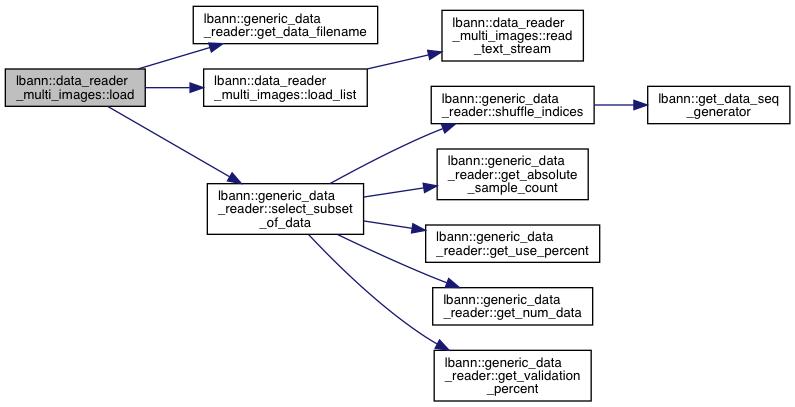 lbann::data_reader
_multi_images::load
lbann::generic_data
_reader::get_data_filename
lbann::data_reader
_multi_images::load_list
lbann::data_reader
_multi_images::read
_text_stream
lbann::generic_data
_reader::select_subset
_of_data
lbann::generic_data
_reader::shuffle_indices
lbann::get_data_seq
_generator
lbann::generic_data
_reader::get_absolute
_sample_count
lbann::generic_data
_reader::get_use_percent
lbann::generic_data
_reader::get_num_data
lbann::generic_data
_reader::get_validation
_percent